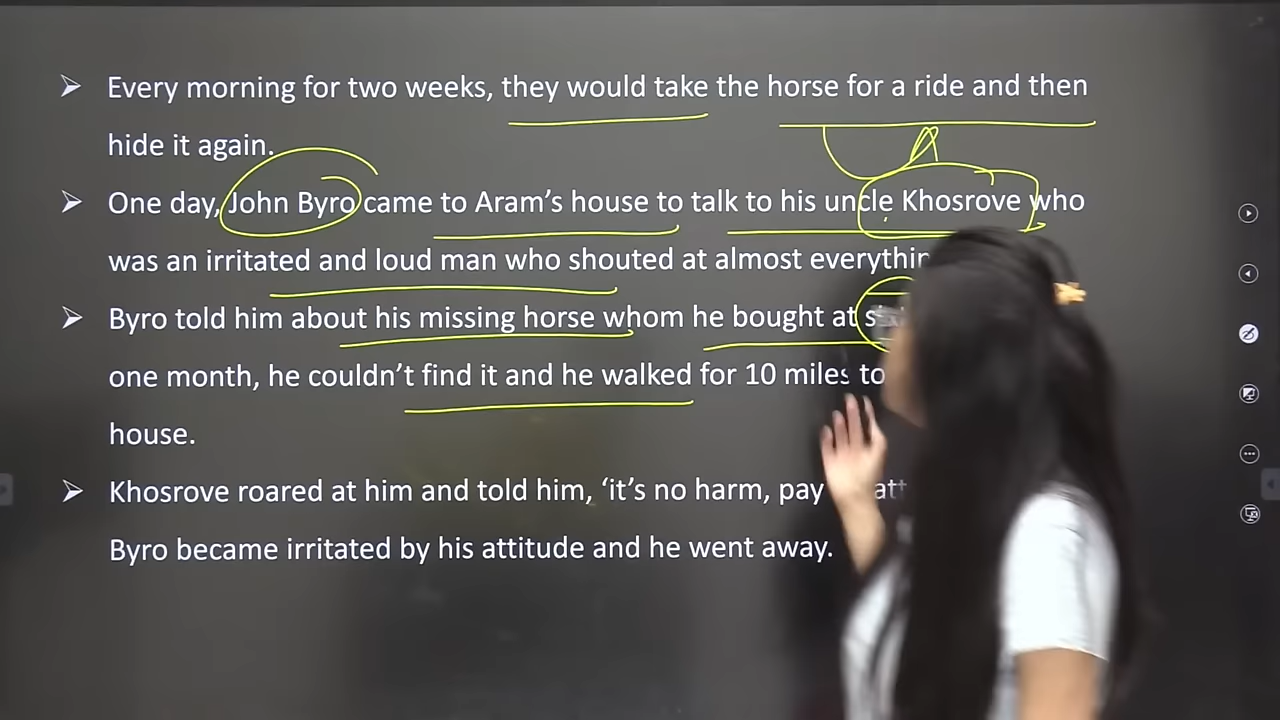 Every morning for two weeks, they would take the horse for a ride and then
hide it again.
One day, John Byro came to Aram's house to talk to his uncle Khosrove who
was an irritated and loud man who shouted at almost
Byro told him about his missing horse whom he bought at
one month, he couldn't find it and he walked for 10 miles to
house.
Khosrove roared at him and told him, 'it's no harm, pay
Byro became irritated by his attitude and he went away.